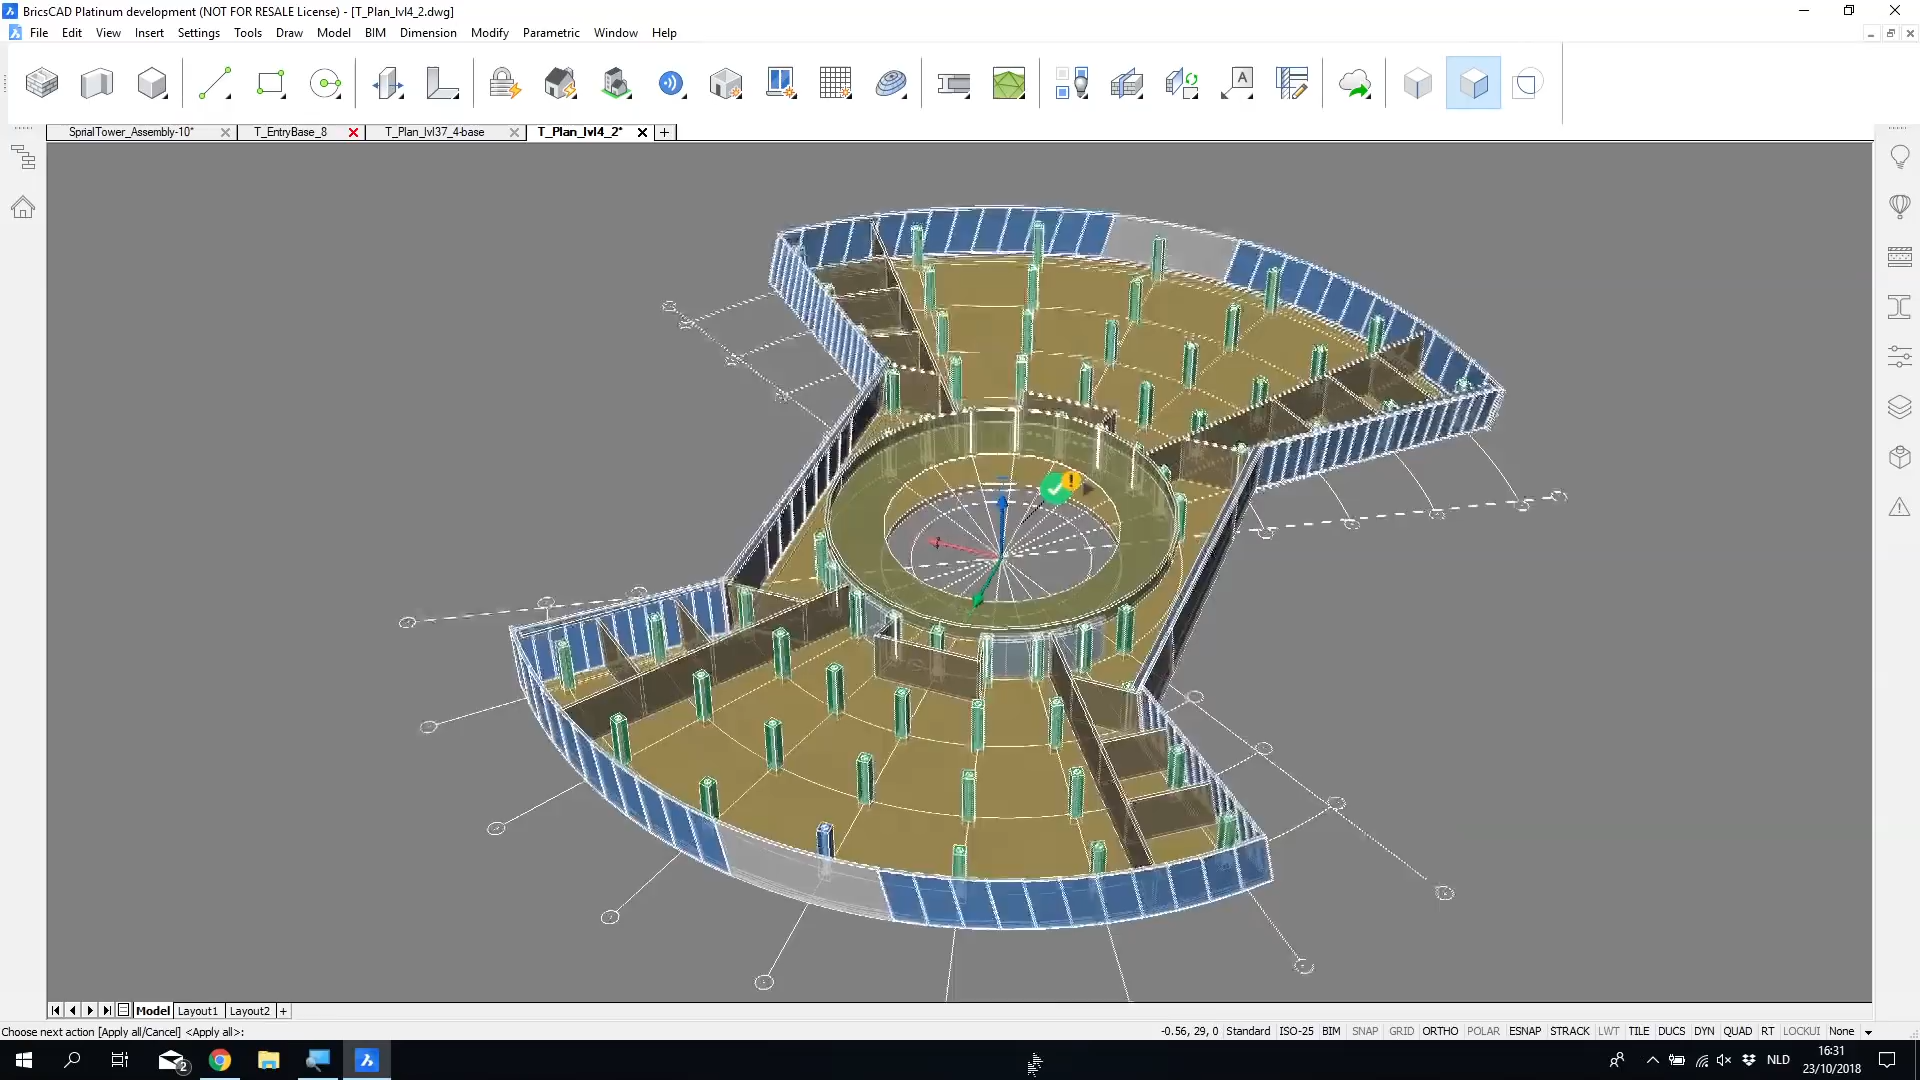 BricsCAD Platinum development (NOT FOR RESALE License) - [T_Plan_lvl4_2.dwg]
File Edit View Insert Settings Tools Draw Model BIM Dimension Modify Parametric Window Help
A
SprialTower_Assembly-10* T_EntryBase_8 T_Plan_lvl37_4-base T_Plan_lvl4_2* +
!
Model Layout1 Layout2 +
Choose next action [Apply all/Cancel] <Apply all>:
-0.56, 29, 0 Standard ISO-25 BIM SNAP GRID ORTHO POLAR ESNAP STRACK LWT TILE DUCS DYN QUAD RT LOCKUI None
2
NLD
16:31
23/10/2018